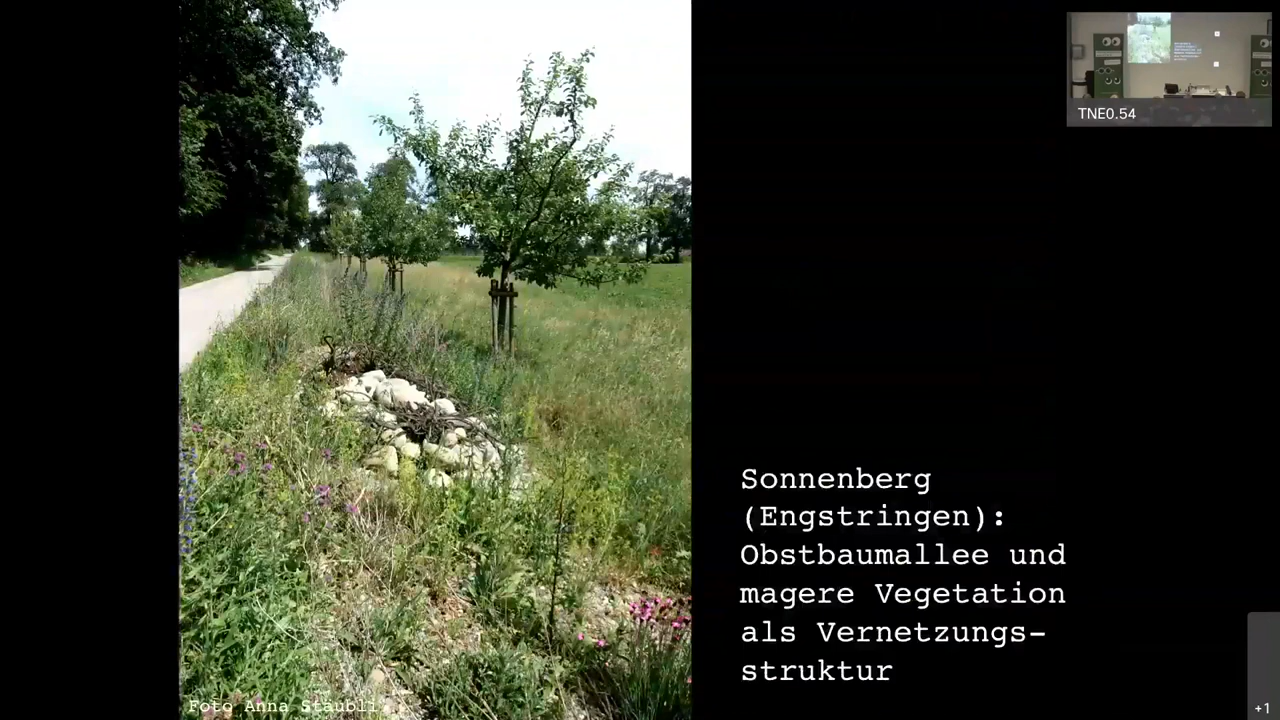 TNE0.54
Sonnenberg
(Engstringen):
Obstbaumallee und
magere Vegetation
als Vernetzungs-
struktur
Foto Anna Stäubli
+1